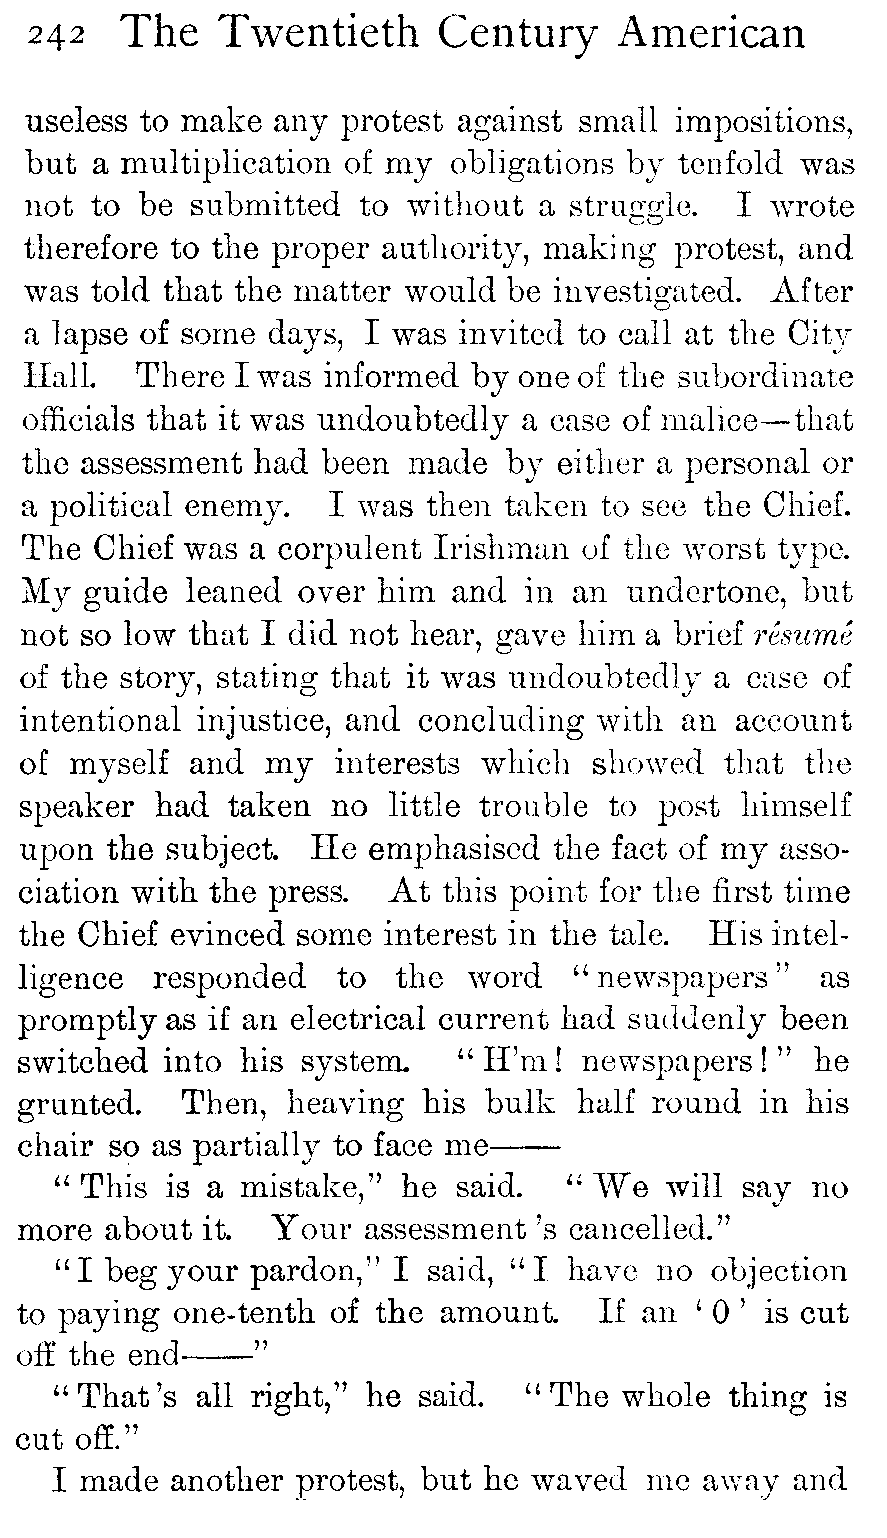 242 The Twentieth Century American
useless to make any protest against small impositions,
but a multiplication of my obligations by tenfold was
not to be submitted to without a struggle. I wrote
therefore to the proper authority, making protest, and
was told that the matter would be investigated. After
a lapse of some days, I was invited to call at the City
Hall. There I was informed by one of the subordinate
officials that it was undoubtedly a case of malice—that
the assessment had been made by either a personal or
a political enemy. I was then taken to see the Chief.
The Chief was a corpulent Irishman of the worst type.
My guide leaned over him and in an undertone, but
not so low that I did not hear, gave him a brief résumé
of the story, stating that it was undoubtedly a case of
intentional injustice, and concluding with an account
of myself and my interests which showed that the
speaker had taken no little trouble to post himself
upon the subject. He emphasised the fact of my asso-
ciation with the press. At this point for the first time
the Chief evinced some interest in the tale. His intel-
ligence responded to the word "newspapers" as
promptly as if an electrical current had suddenly been
switched into his system. "H'm! newspapers!" he
grunted. Then, heaving his bulk half round in his
chair so as partially to face me——
"This is a mistake," he said. "We will say no
more about it. Your assessment 's cancelled."
"I beg your pardon," I said, "I have no objection
to paying one-tenth of the amount. If an '0' is cut
off the end——"
"That 's all right," he said. "The whole thing is
cut off."
I made another protest, but he waved me away and